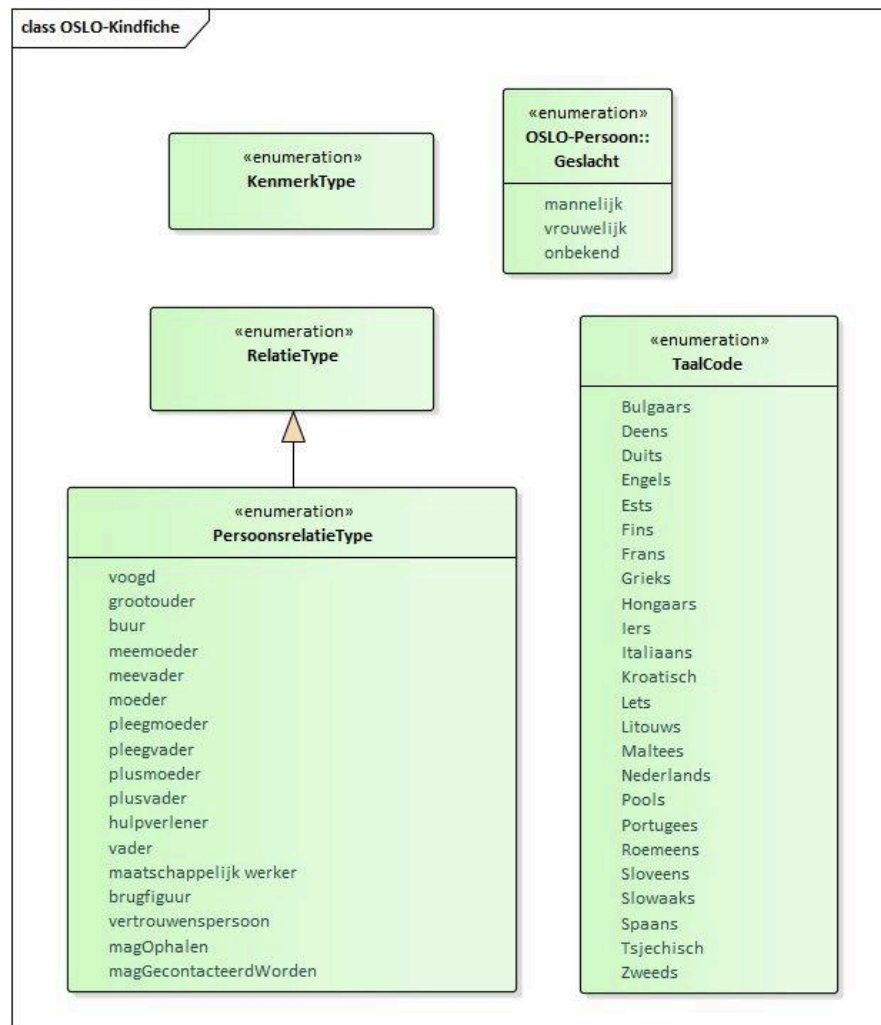 class OSLO-Kindfiche
«enumeration»
KenmerkType
«enumeration»
OSLO-Persoon::
Geslacht
mannelijk
vrouwelijk
onbekend
«enumeration»
RelatieType
«enumeration»
PersoonsrelatieType
voogd
grootouder
buur
meemoeder
meevader
moeder
pleegmoeder
pleegvader
plusmoeder
plusvader
hulpverlener
vader
maatschappelijk werker
brugfiguur
vertrouwenspersoon
magOphalen
magGecontacteerdWorden
«enumeration»
TaalCode
Bulgaars
Deens
Duits
Engels
Ests
Fins
Frans
Grieks
Hongaars
Iers
Italiaans
Kroatisch
Lets
Litouws
Maltees
Nederlands
Pools
Portugees
Roemeens
Sloveens
Slowaaks
Spaans
Tsjechisch
Zweeds